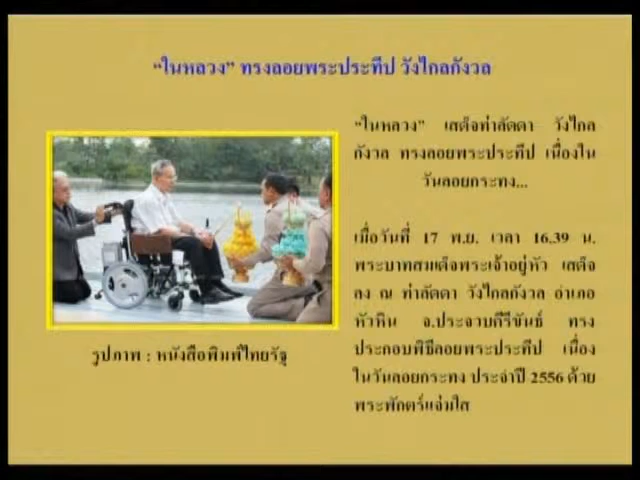 “ในหลวง” ทรงลอยพระประทีป วังไกลกังวล
“ในหลวง” เสด็จท่าลัดดา วังไกล
กังวล ทรงลอยพระประทีป เนื่องใน
วันลอยกระทง...
เมื่อวันที่ 17 พ.ย. เวลา 16.39 น.
พระบาทสมเด็จพระเจ้าอยู่หัว เสด็จ
ลง ณ ท่าลัดดา วังไกลกังวล อำเภอ
หัวหิน จ.ประจวบคีรีขันธ์ ทรง
ประกอบพิธีลอยพระประทีป เนื่อง
ในวันลอยกระทง ประจำปี 2556 ด้วย
พระพักตร์แจ่มใส
รูปภาพ : หนังสือพิมพ์ไทยรัฐ